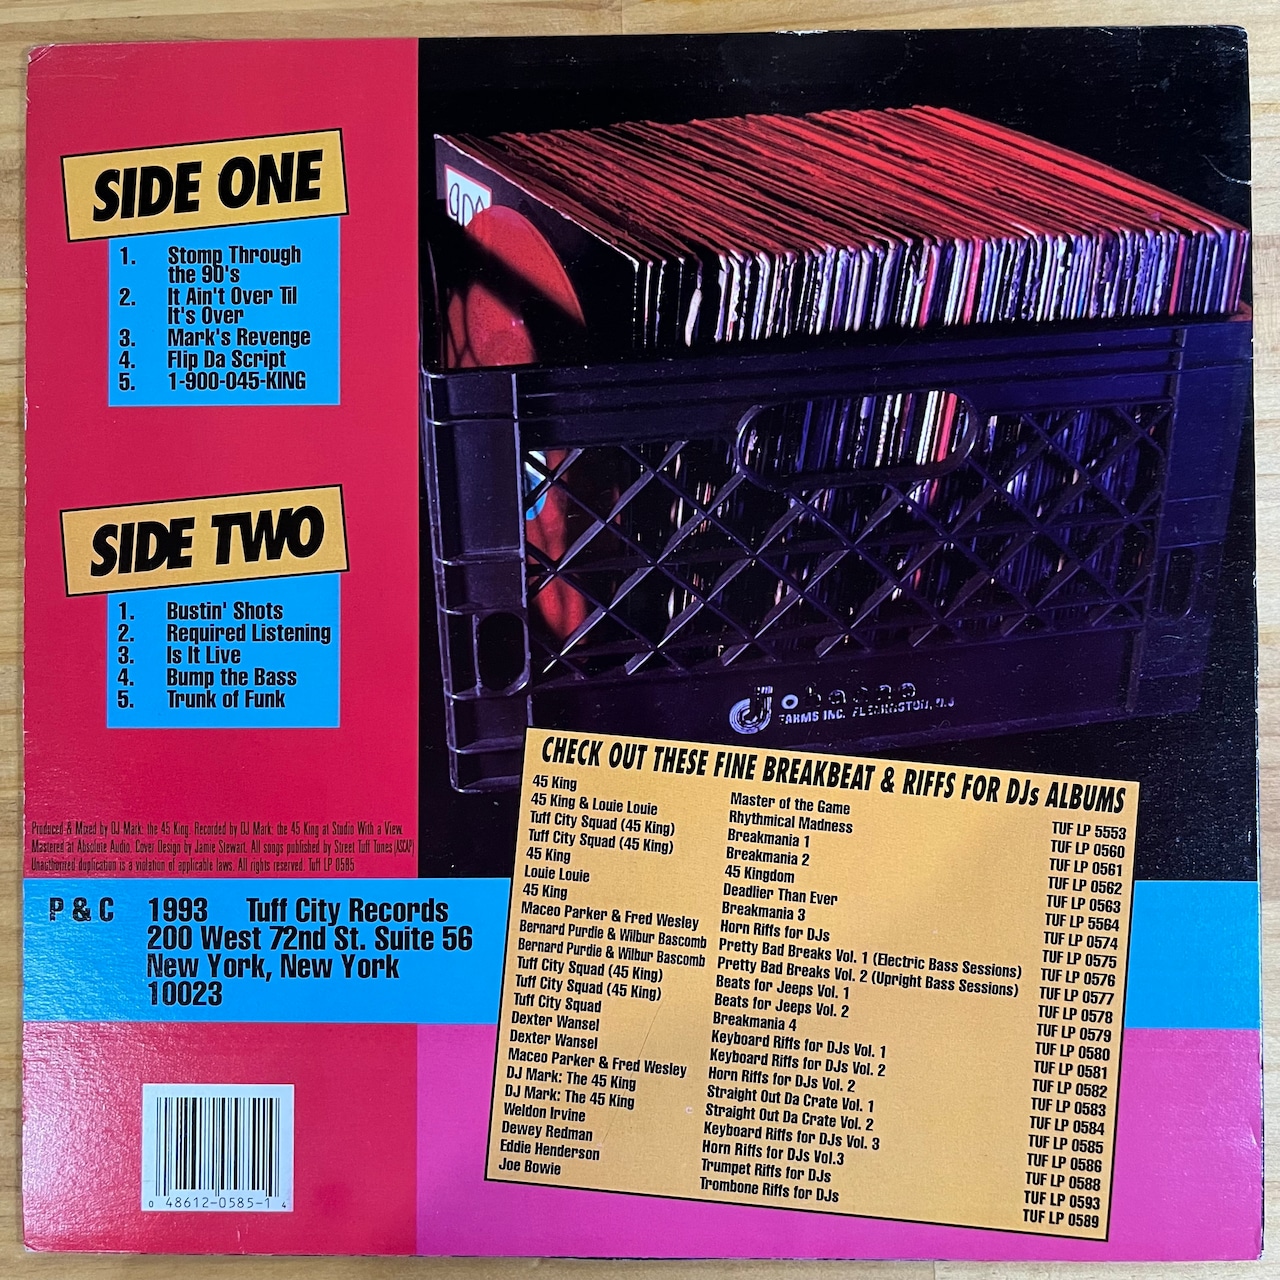 SIDE ONE
1. Stomp Through
the 90's
2. It Ain't Over Til
It's Over
3. Mark's Revenge
4. Flip Da Script
5. 1-900-045-KING
SIDE TWO
1. Bustin' Shots
2. Required Listening
3. Is It Live
4. Bump the Bass
5. Trunk of Funk
Produced & Mixed by DJ Mark: the 45 King. Recorded by DJ Mark: the 45 King at Studio With a View.
Mastered at Absolute Audio. Cover Design by Jamie Stewart. All songs published by Street Tuff Tunes (ASCAP)
Unauthorized duplication is a violation of applicable laws. All rights reserved. Tuff LP 0585
P & C 1993 Tuff City Records
200 West 72nd St. Suite 56
New York, New York
10023
0 48612-0585-1 4
FARMS INC. FLEMINGTON, N.J
CHECK OUT THESE FINE BREAKBEAT & RIFFS FOR DJs ALBUMS
45 King Master of the Game TUF LP 5553
45 King & Louie Louie Rhythmical Madness TUF LP 0560
Tuff City Squad (45 King) Breakmania 1 TUF LP 0561
Tuff City Squad (45 King) Breakmania 2 TUF LP 0562
45 King 45 Kingdom TUF LP 0563
Louie Louie Deadlier Than Ever TUF LP 5564
45 King Breakmania 3 TUF LP 0574
Maceo Parker & Fred Wesley Horn Riffs for DJs TUF LP 0575
Bernard Purdie & Wilbur Bascomb Pretty Bad Breaks Vol. 1 (Electric Bass Sessions) TUF LP 0576
Bernard Purdie & Wilbur Bascomb Pretty Bad Breaks Vol. 2 (Upright Bass Sessions) TUF LP 0577
Tuff City Squad (45 King) Beats for Jeeps Vol. 1 TUF LP 0578
Tuff City Squad (45 King) Beats for Jeeps Vol. 2 TUF LP 0579
Tuff City Squad Breakmania 4 TUF LP 0580
Dexter Wansel Keyboard Riffs for DJs Vol. 1 TUF LP 0581
Dexter Wansel Keyboard Riffs for DJs Vol. 2 TUF LP 0582
Maceo Parker & Fred Wesley Horn Riffs for DJs Vol. 2 TUF LP 0583
DJ Mark: The 45 King Straight Out Da Crate Vol. 1 TUF LP 0584
DJ Mark: The 45 King Straight Out Da Crate Vol. 2 TUF LP 0585
Weldon Irvine Keyboard Riffs for DJs Vol. 3 TUF LP 0586
Dewey Redman Horn Riffs for DJs Vol.3 TUF LP 0588
Eddie Henderson Trumpet Riffs for DJs TUF LP 0593
Joe Bowie Trombone Riffs for DJs TUF LP 0589